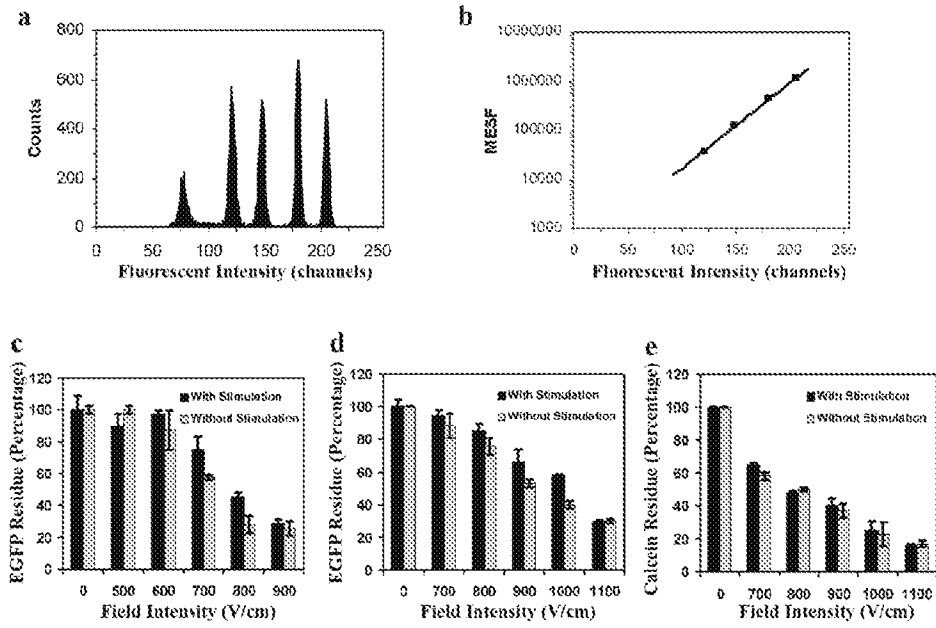 a
800
600
400
200
0
Counts
0 50 100 150 200 250
Fluorescent Intensity (channels)
b
10000000
1000000
100000
10000
1000
MESF
0 50 100 150 200 250
Fluorescent Intensity (channels)
c
120
100
80
60
40
20
0
EGFP Residue (Percentage)
With Stimulation
Without Stimulation
0 500 600 700 800 900
Field Intensity (V/cm)
d
120
100
80
60
40
20
0
EGFP Residue (Percentage)
With Stimulation
Without Stimulation
0 700 800 900 1000 1100
Field Intensity (V/cm)
e
120
100
80
60
40
20
0
Calcein Residue (Percentage)
With Stimulation
Without Stimulation
0 700 800 900 1000 1100
Field Intensity (V/cm)